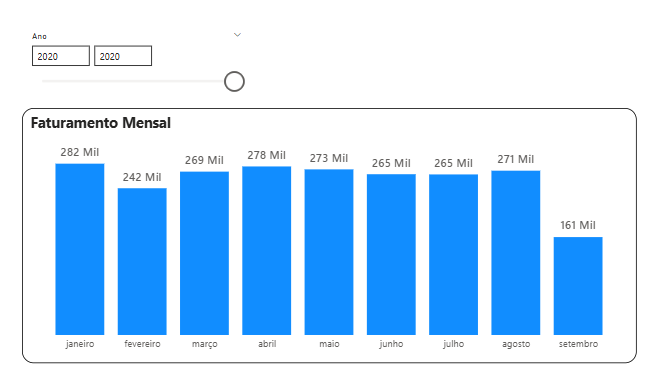 Ano
2020 2020
Faturamento Mensal
282 Mil 242 Mil 269 Mil 278 Mil 273 Mil 265 Mil 265 Mil 271 Mil 161 Mil
janeiro fevereiro março abril maio junho julho agosto setembro